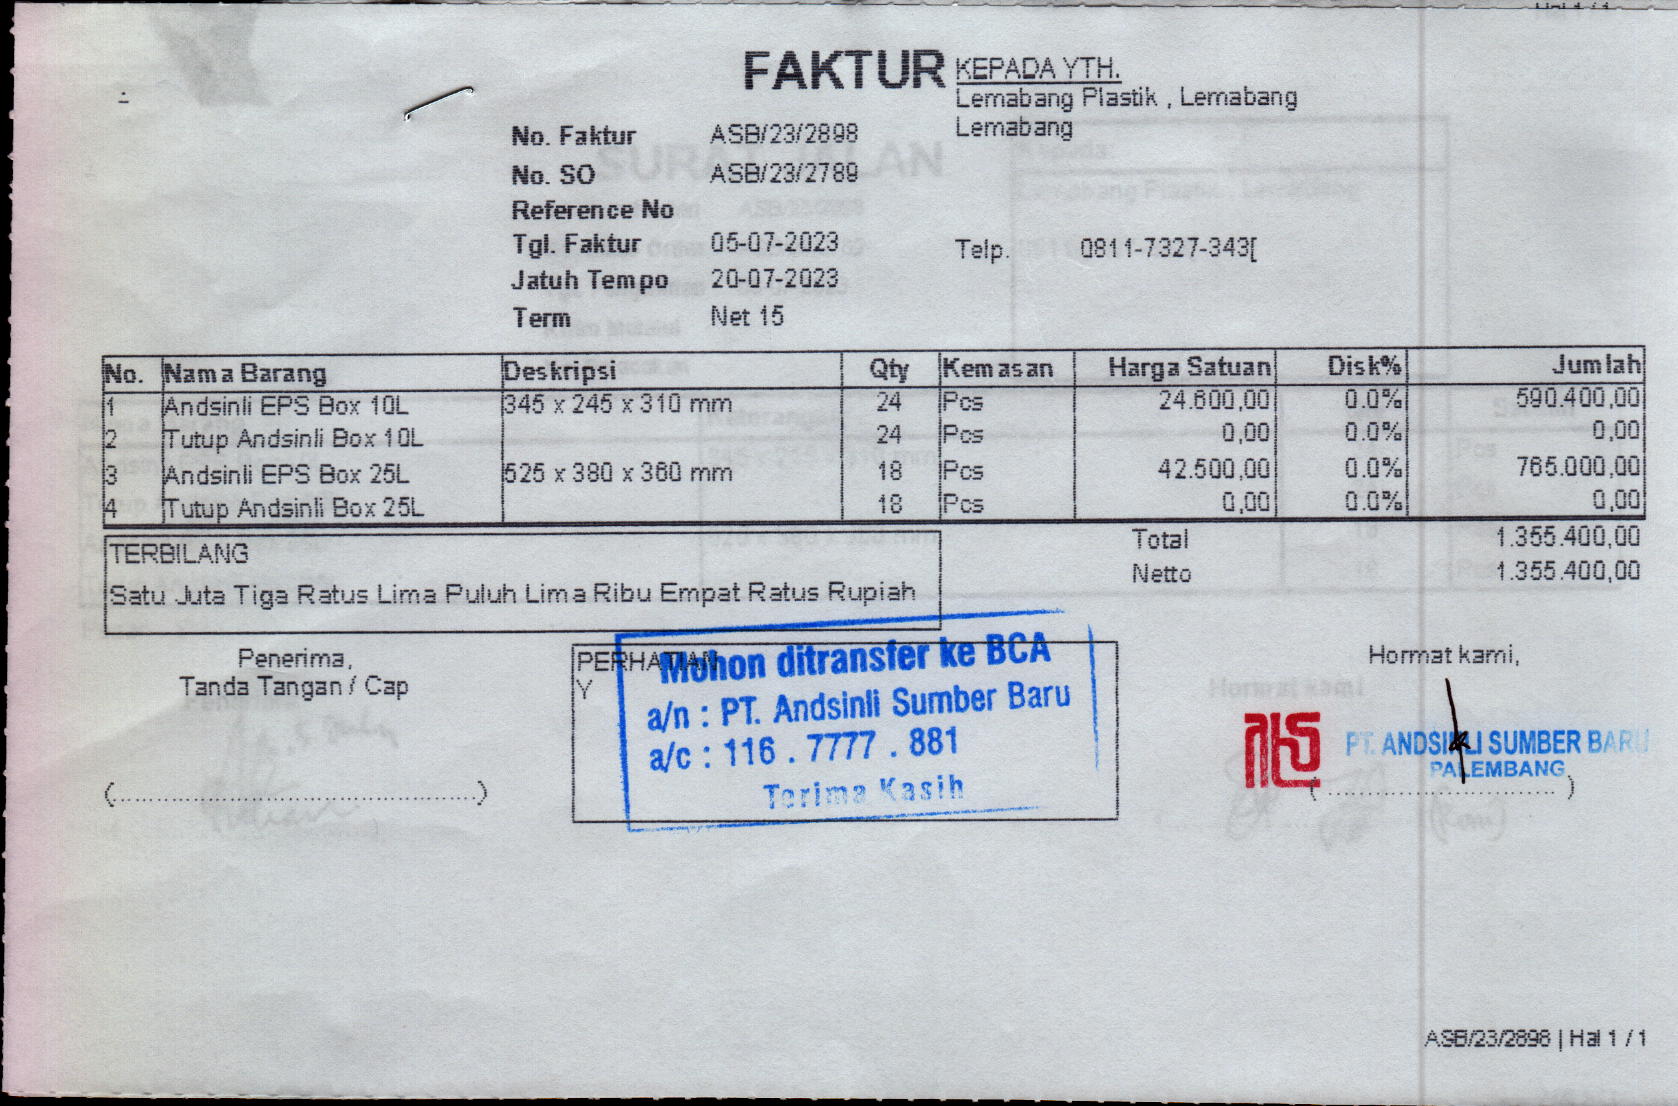 FAKTUR
KEPADA YTH.
Lemabang Plastik , Lemabang
Lemabang
No. Faktur ASB/23/2898
No. SO ASB/23/2789
Reference No
Tgl. Faktur 05-07-2023
Telp. 0811-7327-343[
Jatuh Tempo 20-07-2023
Term Net 15
No. Nama Barang Deskripsi Qty Kemasan Harga Satuan Disk% Jumlah
1 Andsinli EPS Box 10L 345 x 245 x 310 mm 24 Pcs 24.600,00 0.0% 590.400,00
2 Tutup Andsinli Box 10L 24 Pcs 0,00 0.0% 0,00
3 Andsinli EPS Box 25L 525 x 380 x 360 mm 18 Pcs 42.500,00 0.0% 765.000,00
4 Tutup Andsinli Box 25L 18 Pcs 0,00 0.0% 0,00
Total 1.355.400,00
Netto 1.355.400,00
TERBILANG
Satu Juta Tiga Ratus Lima Puluh Lima Ribu Empat Ratus Rupiah
Penerima,
Tanda Tangan / Cap
PERHATIAN
Y
Mohon ditransfer ke BCA
a/n : PT. Andsinli Sumber Baru
a/c : 116 . 7777 . 881
Terima Kasih
Hormat kami,
PT. ANDSINLI SUMBER BARU
PALEMBANG
ASB/23/2898 | Hal 1 / 1